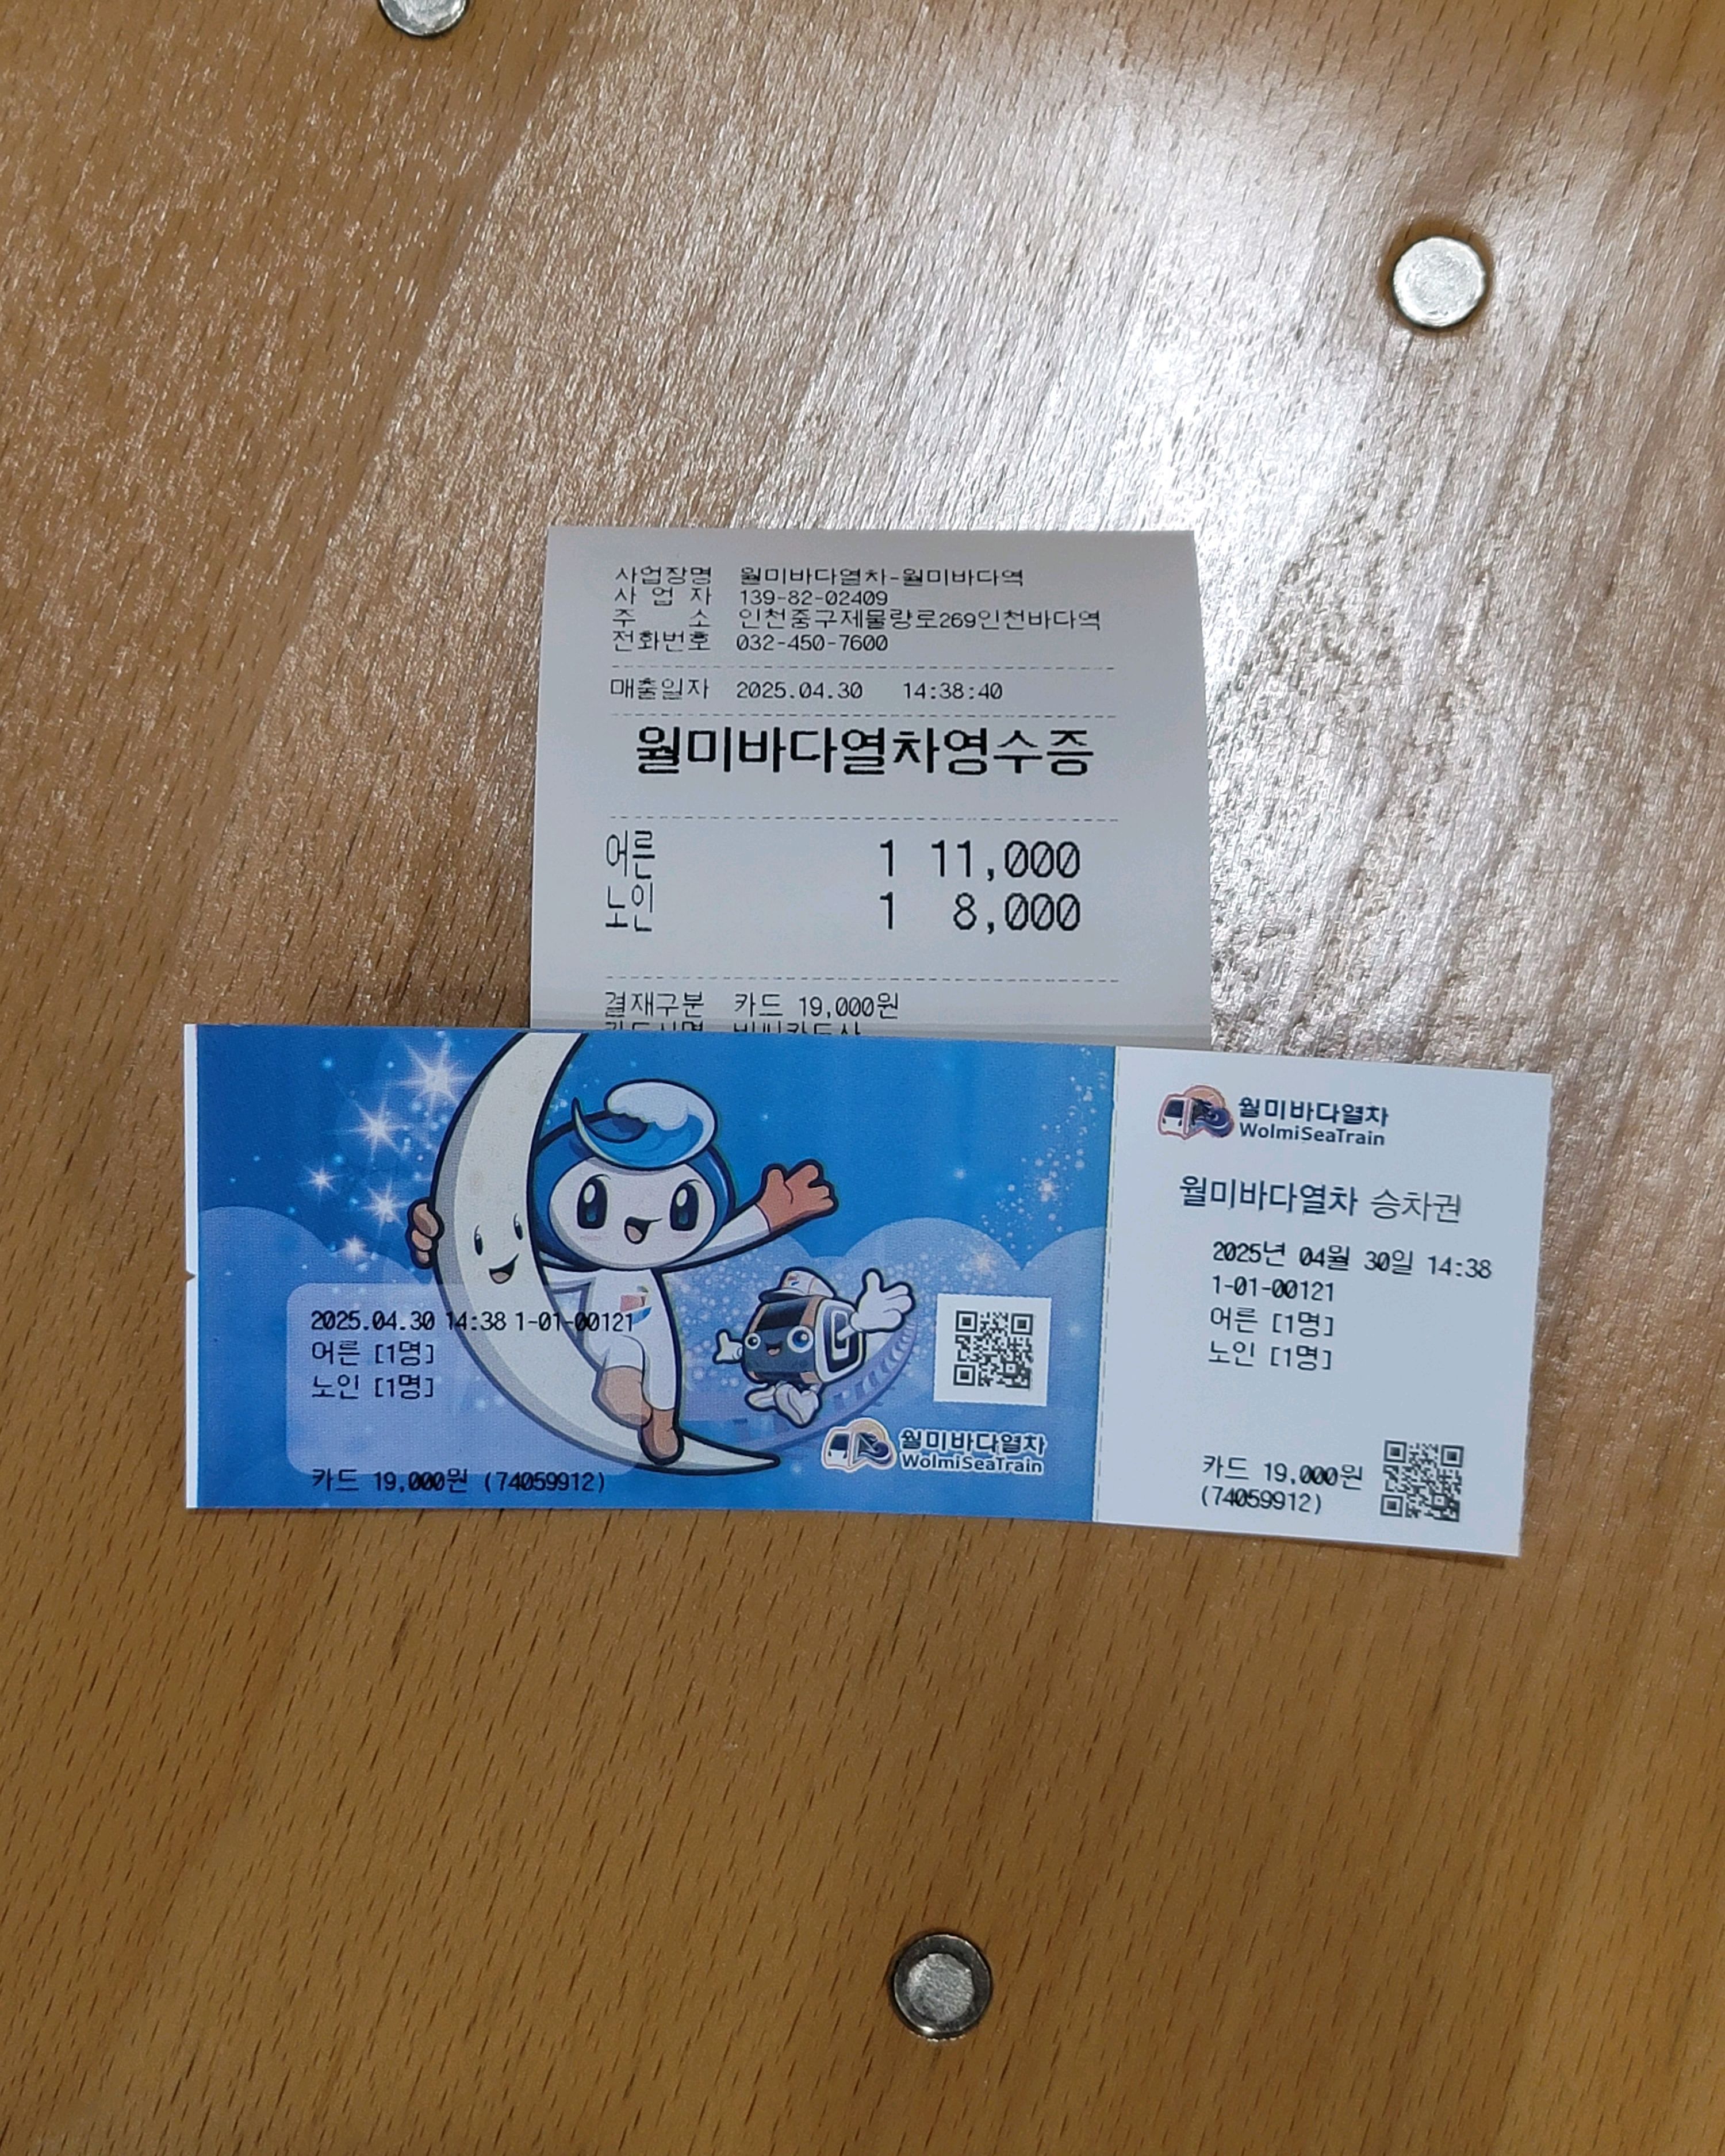 사업장명 월미바다열차-월미바다역
사 업 자 139-82-02409
주 소 인천중구제물량로269인천바다역
전화번호 032-450-7600
매출일자 2025.04.30 14:38:40
월미바다열차영수증
어른 1 11,000
노인 1 8,000
결재구분 카드 19,000원
2025.04.30 14:38 1-01-00121
어른 [1명]
노인 [1명]
카드 19,000원 (74059912)
월미바다열차
WolmiSeaTrain
월미바다열차
WolmiSeaTrain
월미바다열차 승차권
2025년 04월 30일 14:38
1-01-00121
어른 [1명]
노인 [1명]
카드 19,000원
(74059912)